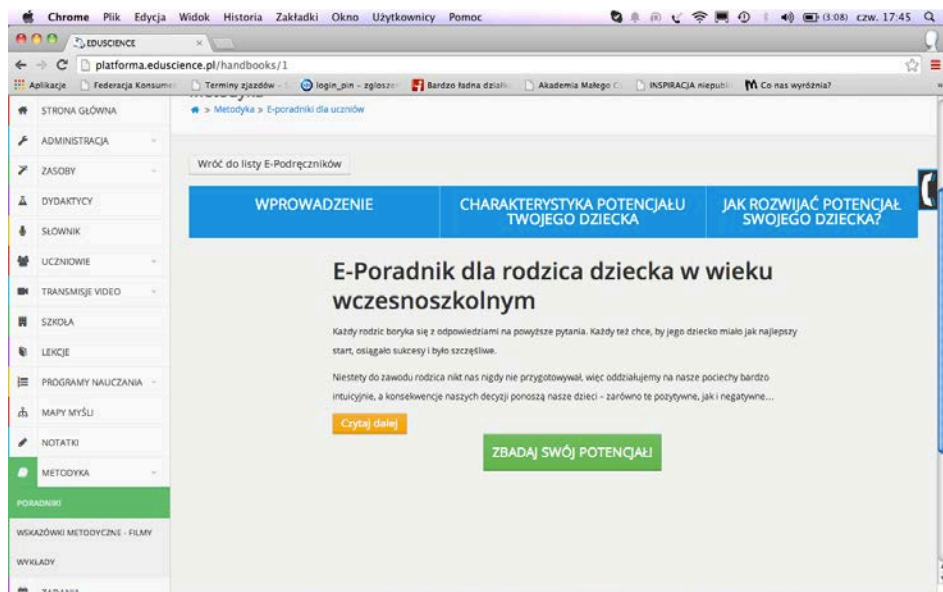 Chrome Plik Edycja Widok Historia Zakładki Okno Użytkownicy Pomoc (3:08) czw. 17:45
EDUSCIENCE
platforma.eduscience.pl/handbooks/1
Aplikacje Federacja Konsume Terminy zjazdów - login_pin - zgłosze Bardzo ładna działk Akademia Małego C INSPIRACJA niepubli Co nas wyróżnia?
STRONA GŁÓWNA
ADMINISTRACJA
ZASOBY
DYDAKTYCY
SŁOWNIK
UCZNIOWIE
TRANSMISJE VIDEO
SZKOŁA
LEKCJE
PROGRAMY NAUCZANIA
MAPY MYŚLI
NOTATKI
METODYKA
PORADNIKI
WSKAZÓWKI METODYCZNE - FILMY
WYKŁADY
ZADANIA
> Metodyka > E-poradniki dla uczniów
Wróć do listy E-Podręczników
WPROWADZENIE
CHARAKTERYSTYKA POTENCJAŁU
TWOJEGO DZIECKA
JAK ROZWIJAĆ POTENCJAŁ
SWOJEGO DZIECKA?
E-Poradnik dla rodzica dziecka w wieku
wczesnoszkolnym
Każdy rodzic boryka się z odpowiedziami na powyższe pytania. Każdy też chce, by jego dziecko miało jak najlepszy
start, osiągało sukcesy i było szczęśliwe.
Niestety do zawodu rodzica nikt nas nigdy nie przygotowywał, więc oddziałujemy na nasze pociechy bardzo
intuicyjnie, a konsekwencje naszych decyzji ponoszą nasze dzieci – zarówno te pozytywne, jak i negatywne...
Czytaj dalej
ZBADAJ SWÓJ POTENCJAŁ!